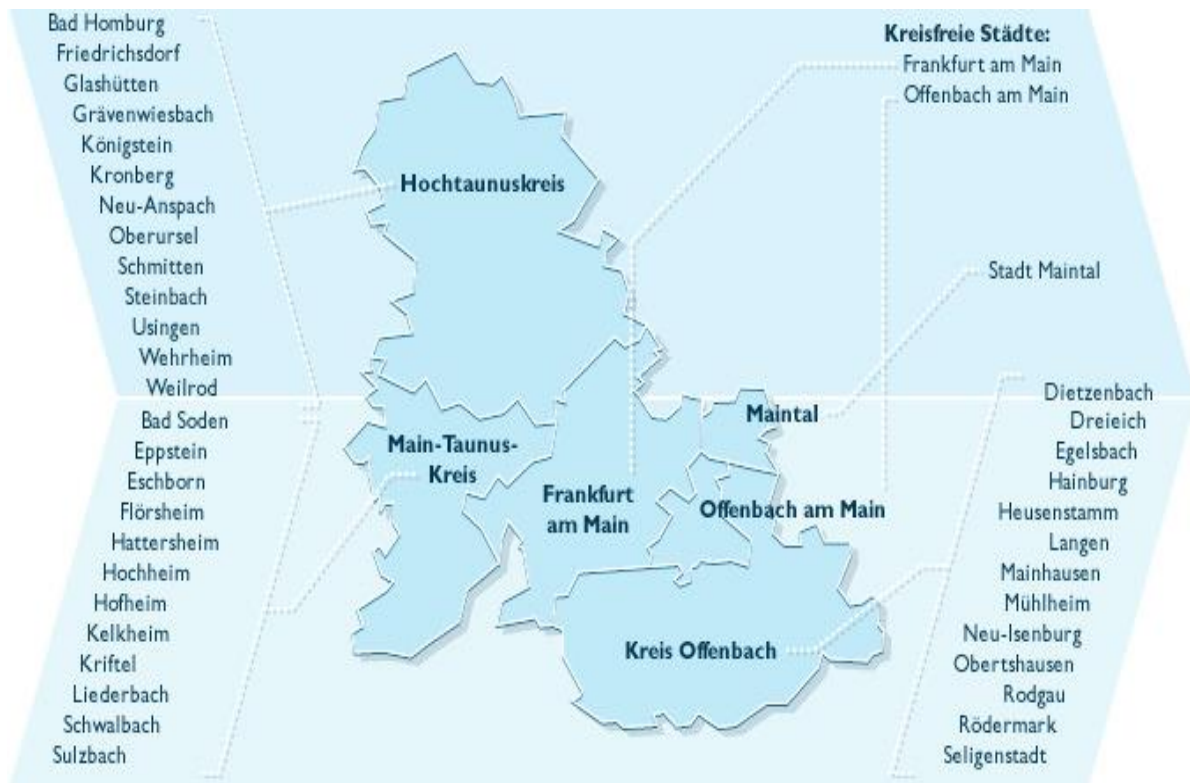 Bad Homburg
Friedrichsdorf
Glashütten
Grävenwiesbach
Königstein
Kronberg
Neu-Anspach
Oberursel
Schmitten
Steinbach
Usingen
Wehrheim
Weilrod
Bad Soden
Eppstein
Eschborn
Flörsheim
Hattersheim
Hochheim
Hofheim
Kelkheim
Kriftel
Liederbach
Schwalbach
Sulzbach
Hochtaunuskreis
Main-Taunus-
Kreis
Frankfurt
am Main
Maintal
Offenbach am Main
Kreis Offenbach
Kreisfreie Städte:
Frankfurt am Main
Offenbach am Main
Stadt Maintal
Dietzenbach
Dreieich
Egelsbach
Hainburg
Heusenstamm
Langen
Mainhausen
Mühlheim
Neu-Isenburg
Obertshausen
Rodgau
Rödermark
Seligenstadt